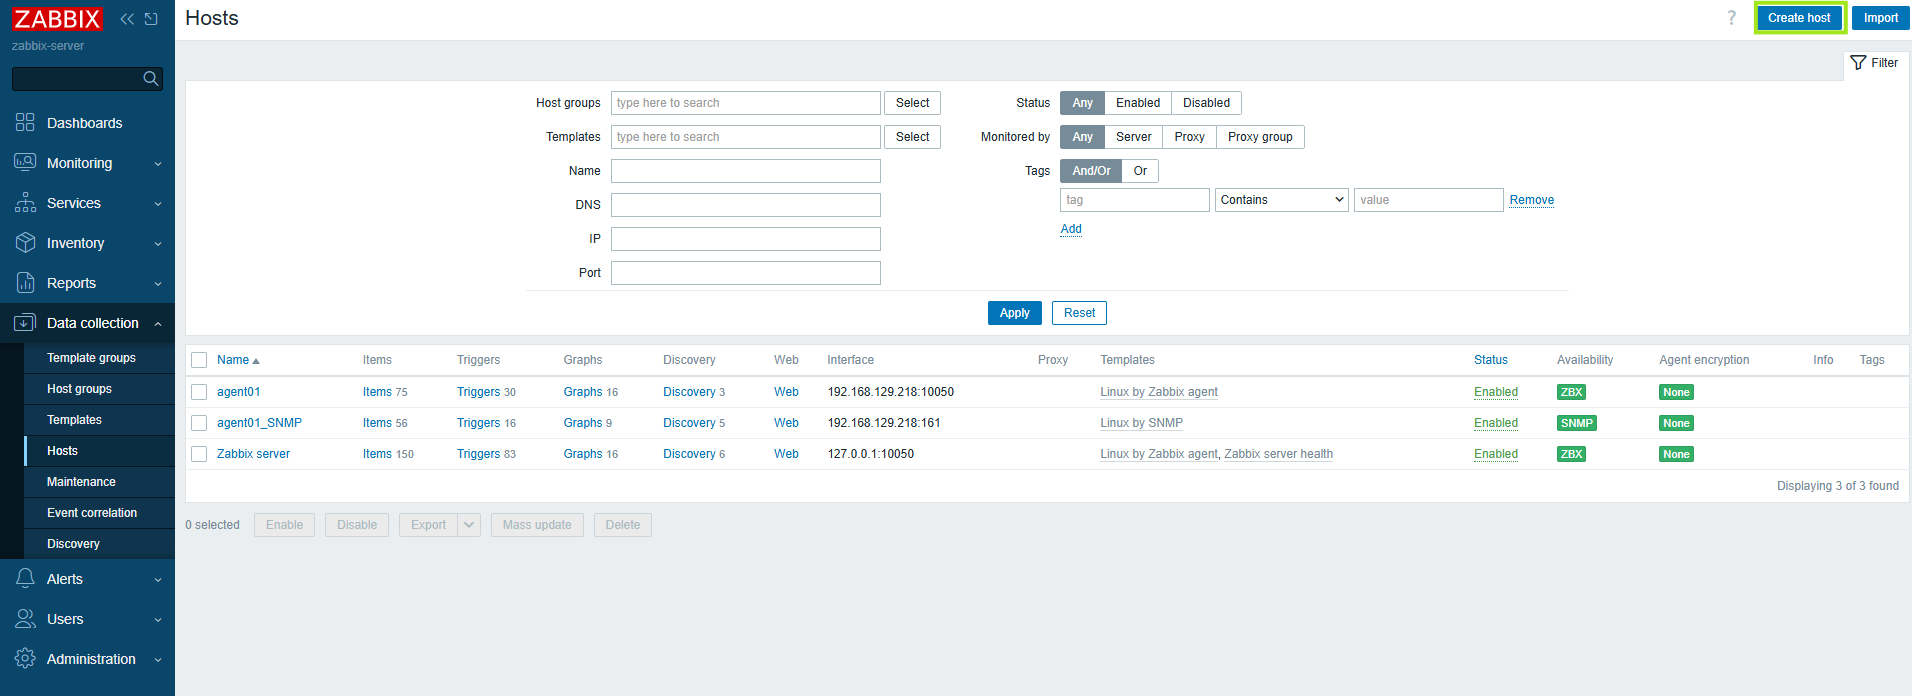 ZABBIX
zabbix-server
Dashboards
Monitoring
Services
Inventory
Reports
Data collection
Template groups
Host groups
Templates
Hosts
Maintenance
Event correlation
Discovery
Alerts
Users
Administration
Hosts
? Create host Import
Filter
Host groups type here to search Select
Templates type here to search Select
Name
DNS
IP
Port
Status Any Enabled Disabled
Monitored by Any Server Proxy Proxy group
Tags And/Or Or
tag Contains value Remove
Add
Apply Reset
Name Items Triggers Graphs Discovery Web Interface Proxy Templates Status Availability Agent encryption Info Tags
agent01 Items 75 Triggers 30 Graphs 16 Discovery 3 Web 192.168.129.218:10050 Linux by Zabbix agent Enabled ZBX None
agent01_SNMP Items 56 Triggers 16 Graphs 9 Discovery 5 Web 192.168.129.218:161 Linux by SNMP Enabled SNMP None
Zabbix server Items 150 Triggers 83 Graphs 16 Discovery 6 Web 127.0.0.1:10050 Linux by Zabbix agent, Zabbix server health Enabled ZBX None
Displaying 3 of 3 found
0 selected Enable Disable Export Mass update Delete